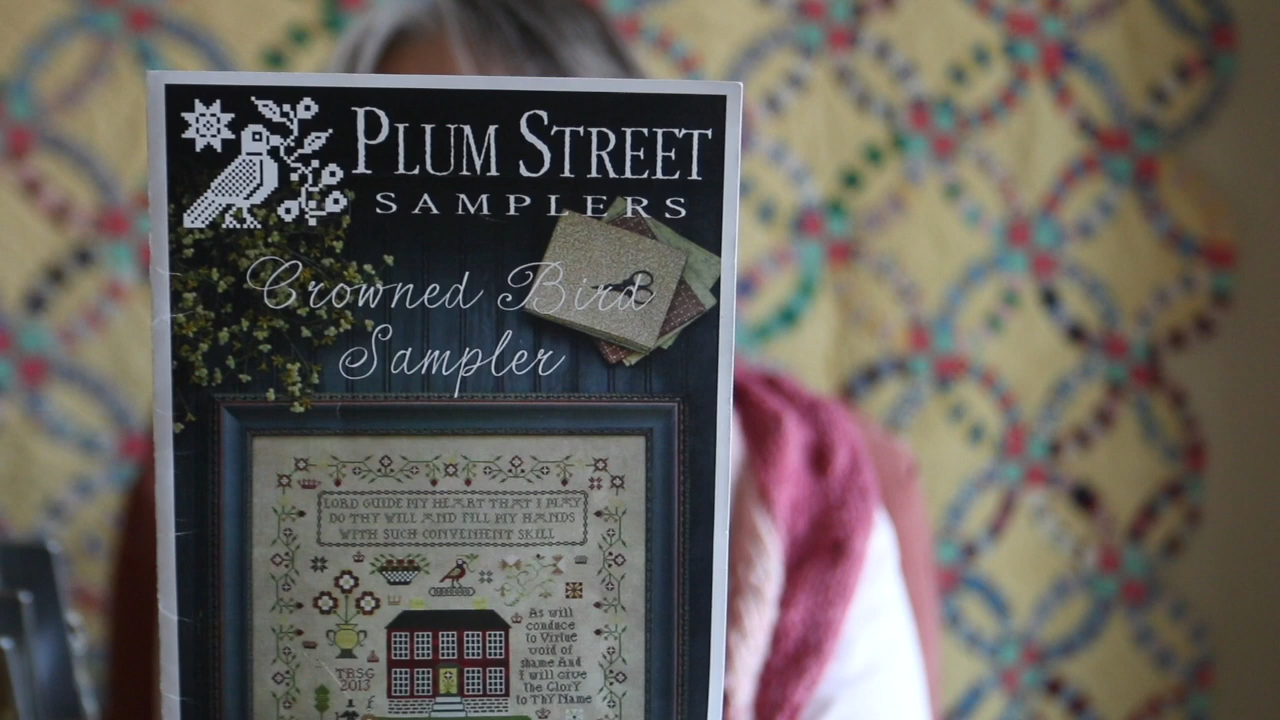 PLUM STREET
SAMPLERS
Crowned Bird
Sampler
LORD GUIDE MY HEART THAT I MAY
DO THY WILL AND FILL MY HANDS
WITH SUCH CONVENIENT SKILL
As will
conduce
to Virtue
void of
shame And
I will give
the Glory
to Thy Name
TBSG
2013